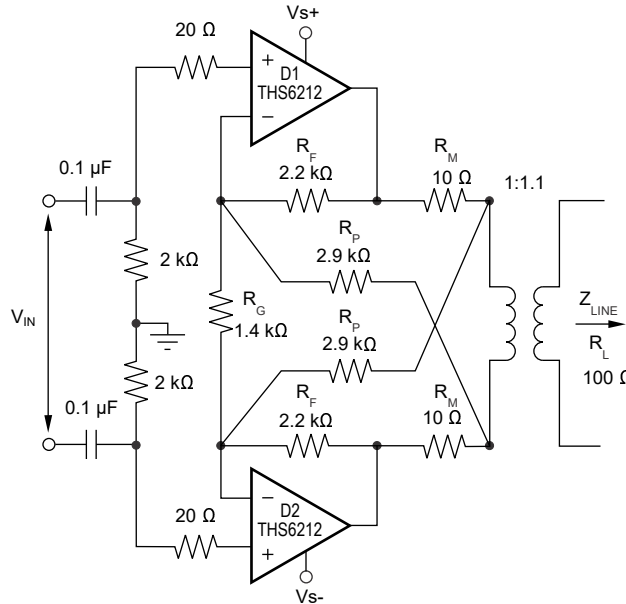 Vs+
20 Ω
+
D1
THS6212
−
0.1 µF
R_F
2.2 kΩ
R_M
10 Ω
1:1.1
2 kΩ
R_P
2.9 kΩ
V_IN
R_G
1.4 kΩ
R_P
2.9 kΩ
Z_LINE
R_L
100 Ω
2 kΩ
0.1 µF
R_F
2.2 kΩ
R_M
10 Ω
20 Ω
−
D2
THS6212
+
Vs-